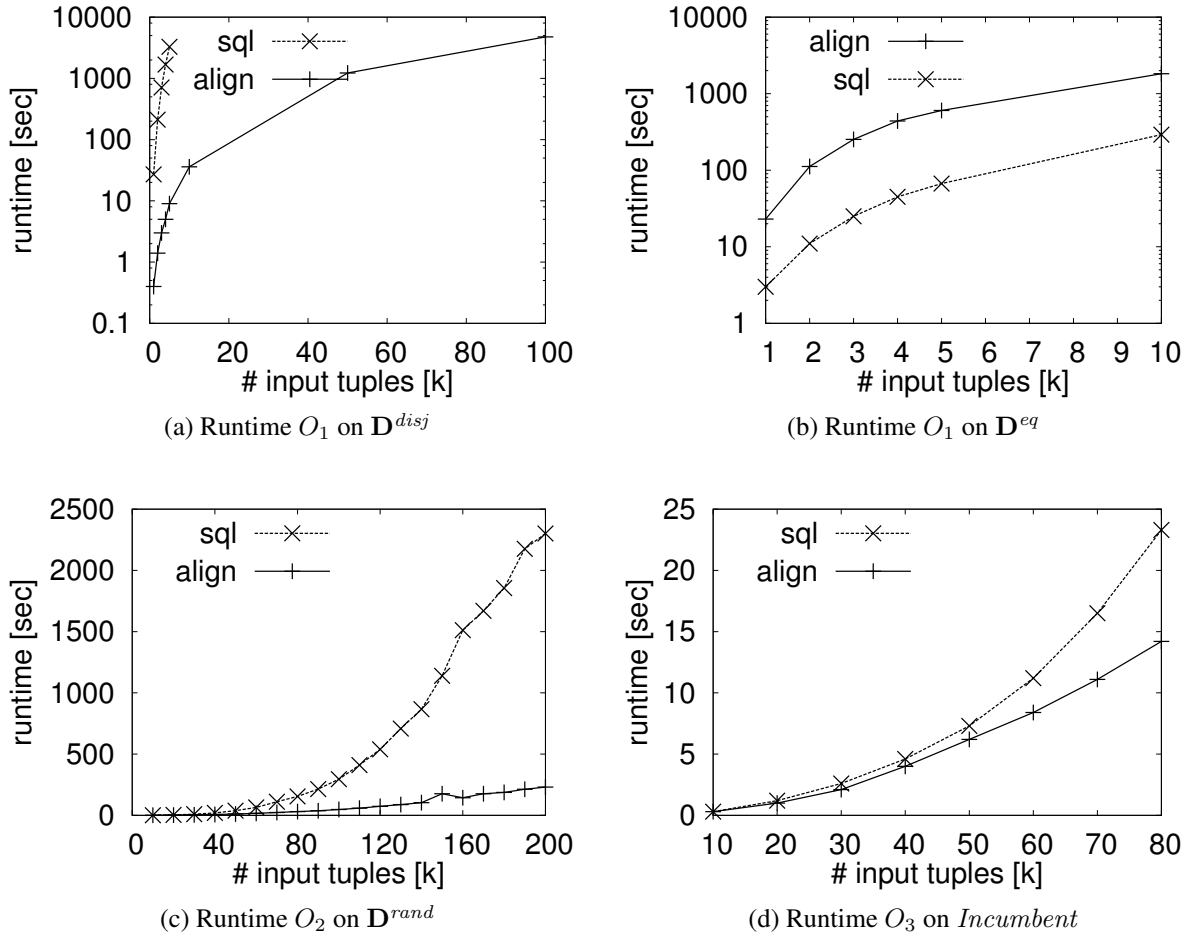 10000
1000
100
10
1
0.1
runtime [sec]
sql
align
0 20 40 60 80 100
# input tuples [k]
(a) Runtime O1 on D^disj
10000
1000
100
10
1
runtime [sec]
align
sql
1 2 3 4 5 6 7 8 9 10
# input tuples [k]
(b) Runtime O1 on D^eq
2500
2000
1500
1000
500
0
runtime [sec]
sql
align
0 40 80 120 160 200
# input tuples [k]
(c) Runtime O2 on D^rand
25
20
15
10
5
0
runtime [sec]
sql
align
10 20 30 40 50 60 70 80
# input tuples [k]
(d) Runtime O3 on Incumbent